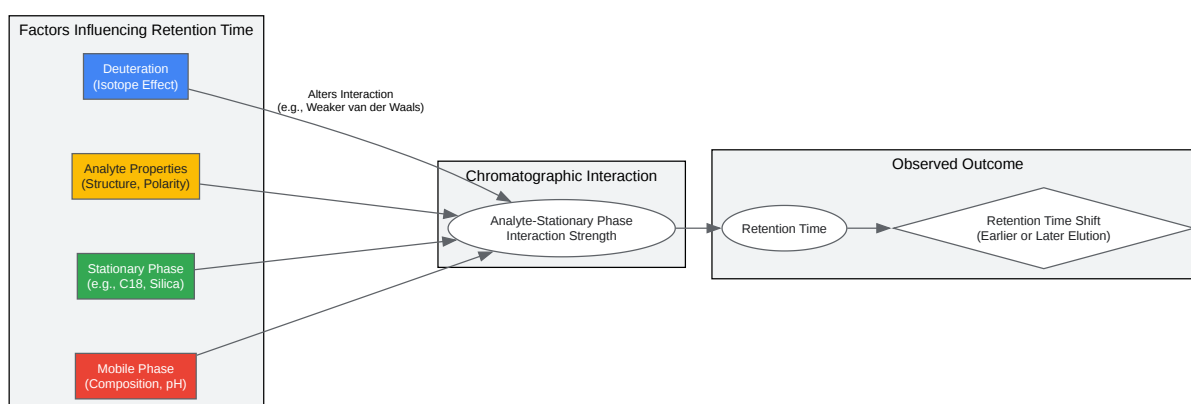 Factors Influencing Retention Time
Deuteration
(Isotope Effect)
Alters Interaction
(e.g., Weaker van der Waals)
Analyte Properties
(Structure, Polarity)
Stationary Phase
(e.g., C18, Silica)
Mobile Phase
(Composition, pH)
Chromatographic Interaction
Analyte-Stationary Phase
Interaction Strength
Observed Outcome
Retention Time
Retention Time Shift
(Earlier or Later Elution)